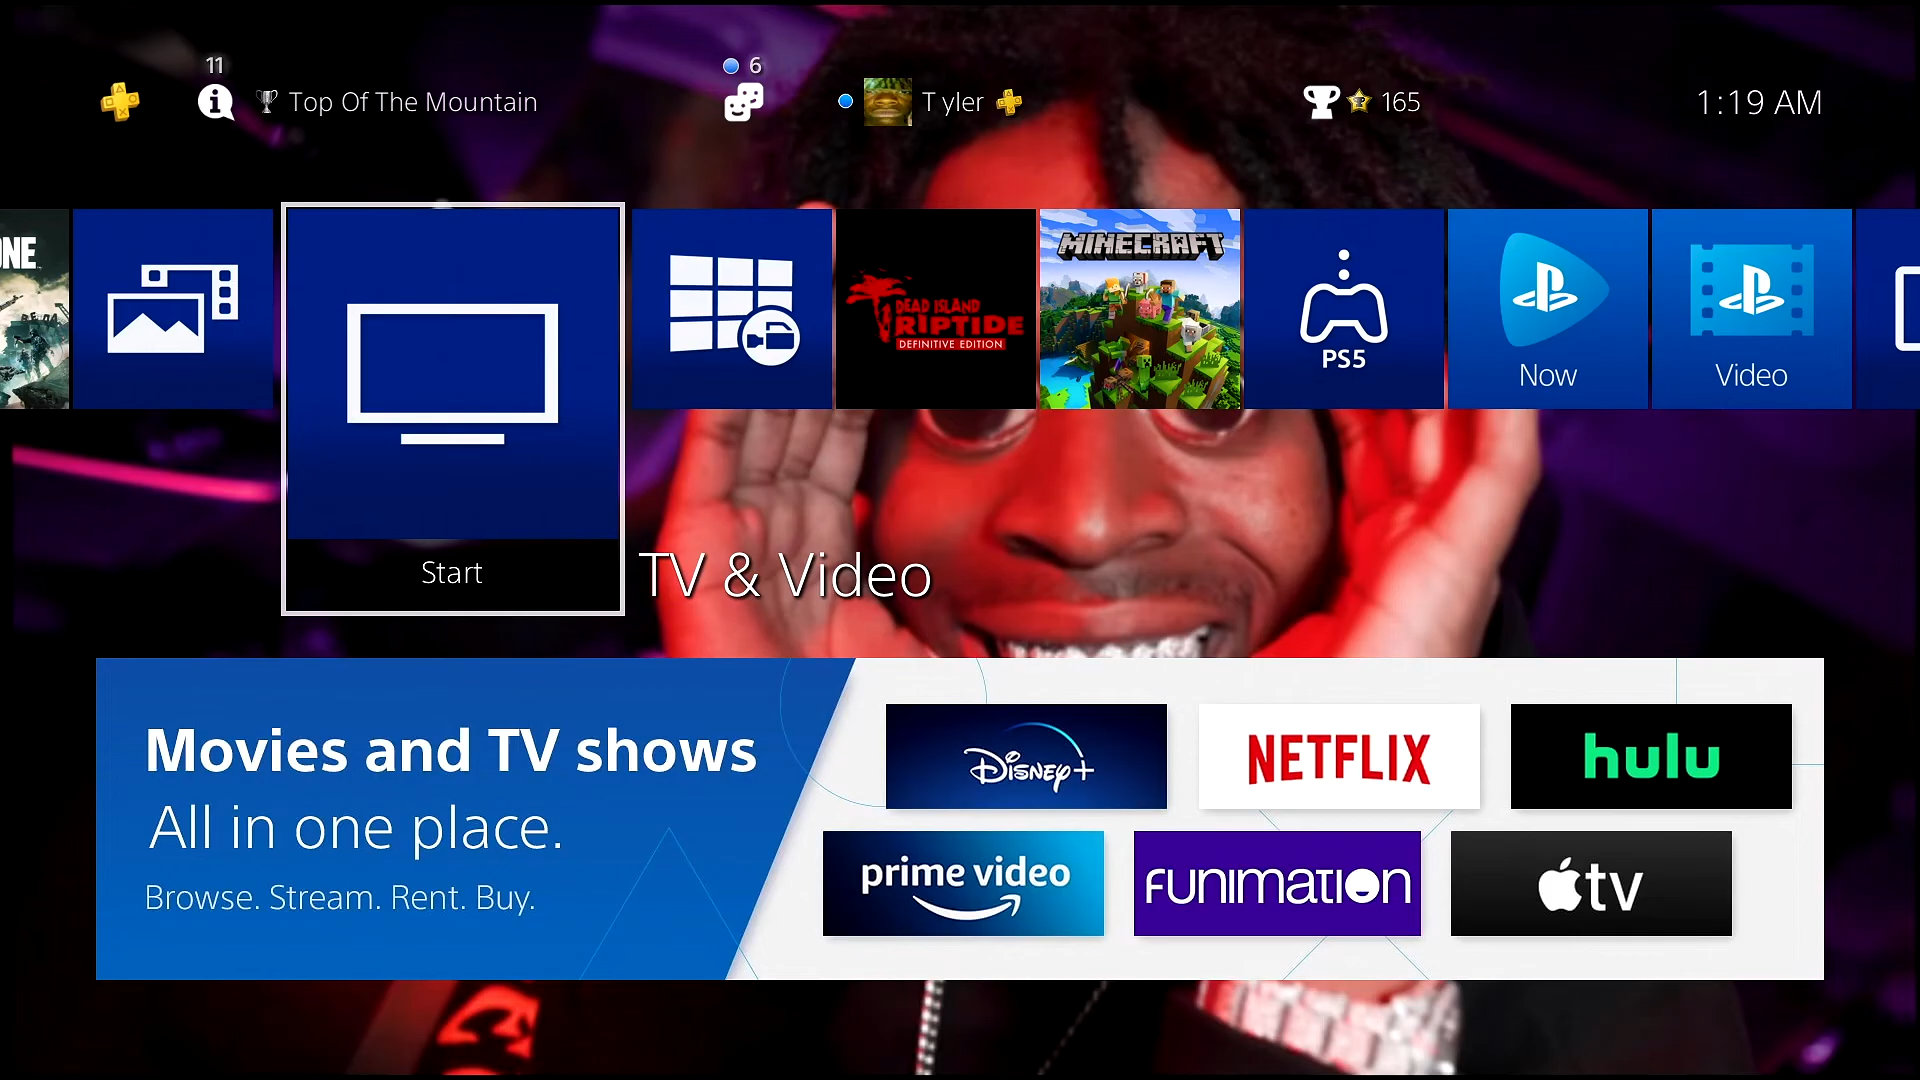 11
6
Top Of The Mountain
Tyler
165
1:19 AM
NE
MINECRAFT
DEAD ISLAND
RIPTIDE
DEFINITIVE EDITION
PS5
Now
Video
Start
TV & Video
Movies and TV shows
All in one place.
Browse. Stream. Rent. Buy.
Disney+
NETFLIX
hulu
prime video
FUNIMATION
tv